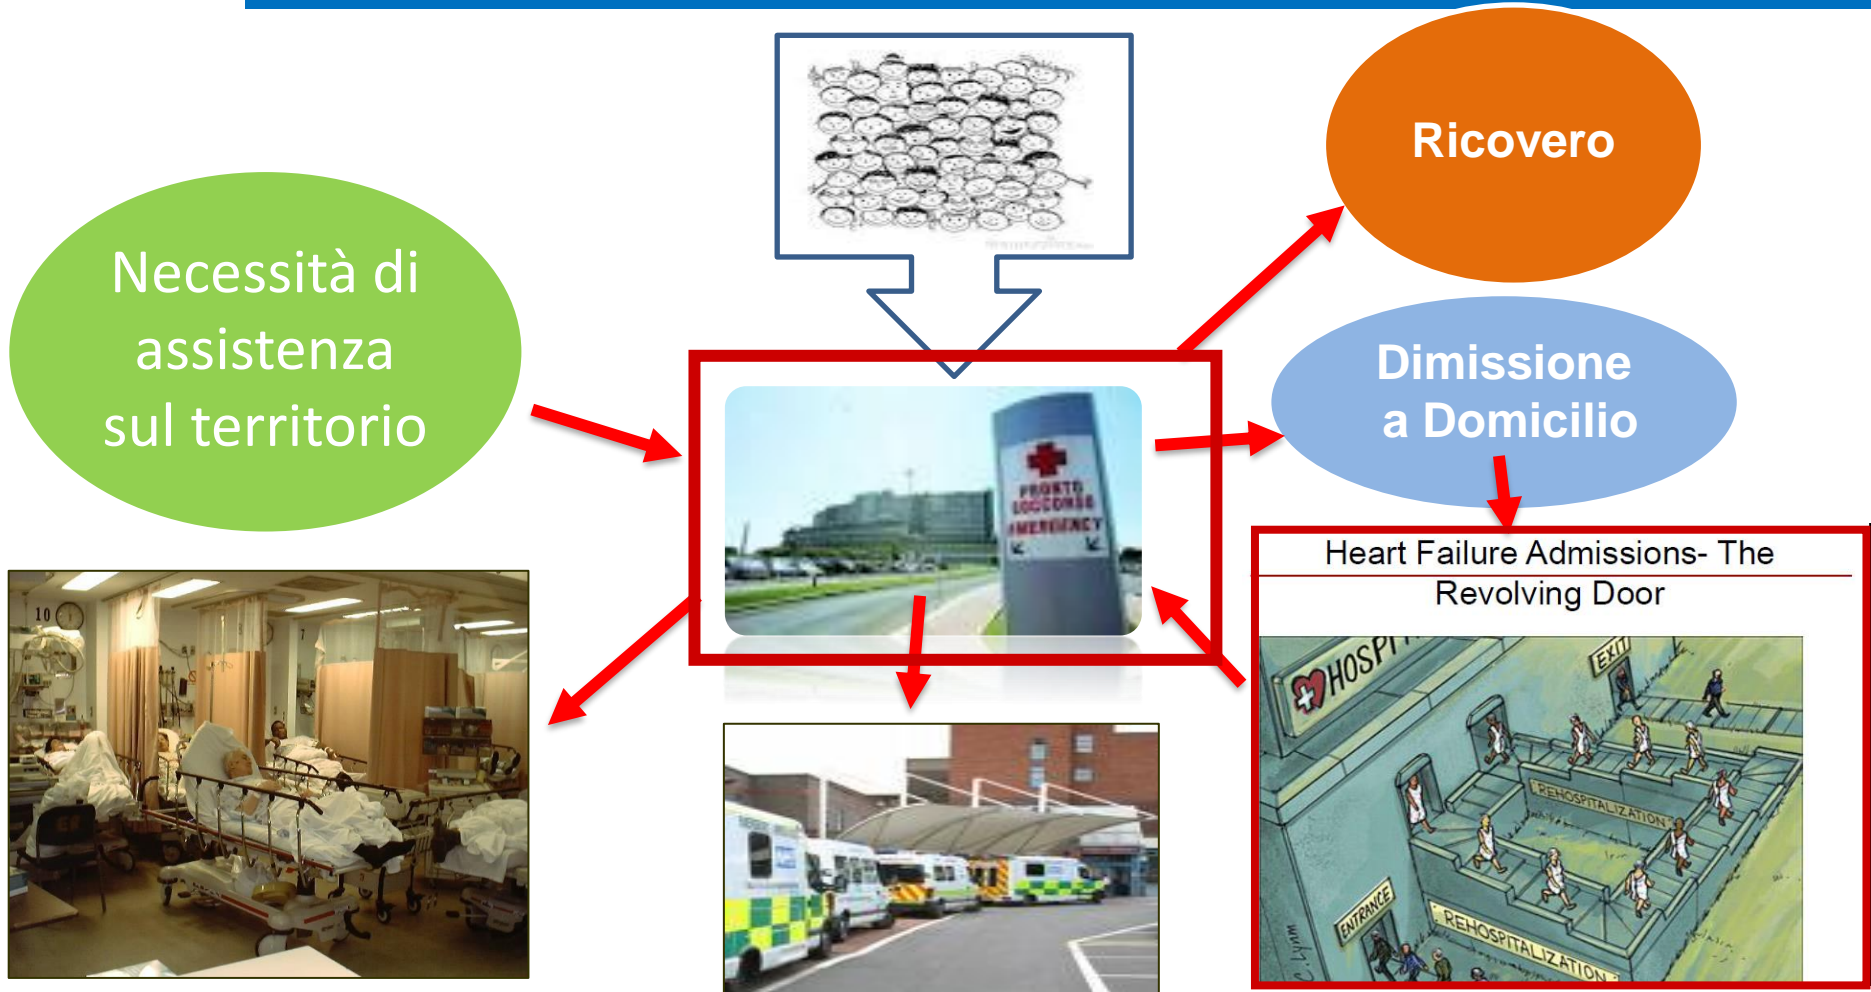 Ricovero
Necessità di
assistenza
sul territorio
Dimissione
a Domicilio
PRONTO
SOCCORSO
EMERGENCY
Heart Failure Admissions- The
Revolving Door
HOSPI
EXIT
REHOSPITALIZATION
ENTRANCE
REHOSPITALIZATION
10
7